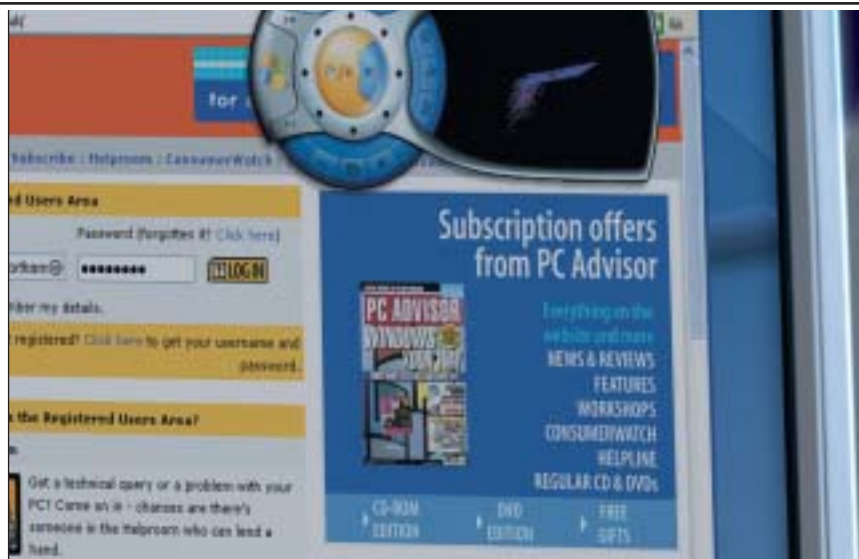 for
Subscribe : Helproom : ConsumerWatch
Users Area
Password (forgotten it? Click here)
LOG IN
my details.
registered? Click here to get your username and
password.
the Registered Users Area?
Got a technical query or a problem with your
PC? Come on in - chances are there's
someone in the Helproom who can lend a
hand.
Subscription offers
from PC Advisor
PC ADVISOR
WINDOWS
Everything on the
website and more
NEWS & REVIEWS
FEATURES
WORKSHOPS
CONSUMERWATCH
HELPLINE
REGULAR CD & DVDs
CD-ROM
EDITION
DVD
EDITION
FREE
GIFTS